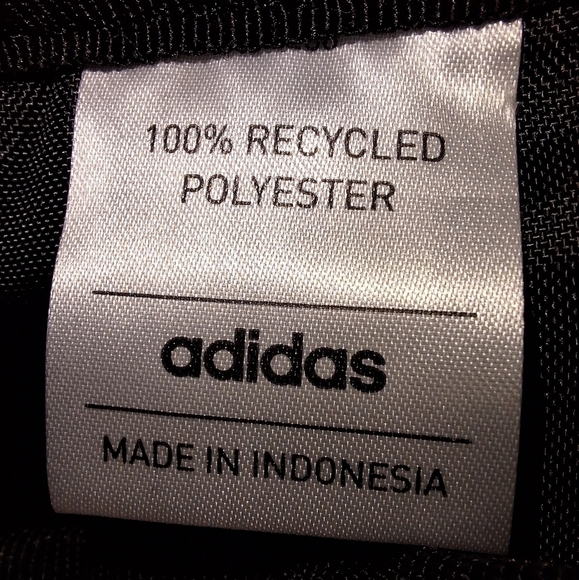 100% RECYCLED
POLYESTER
adidas
MADE IN INDONESIA